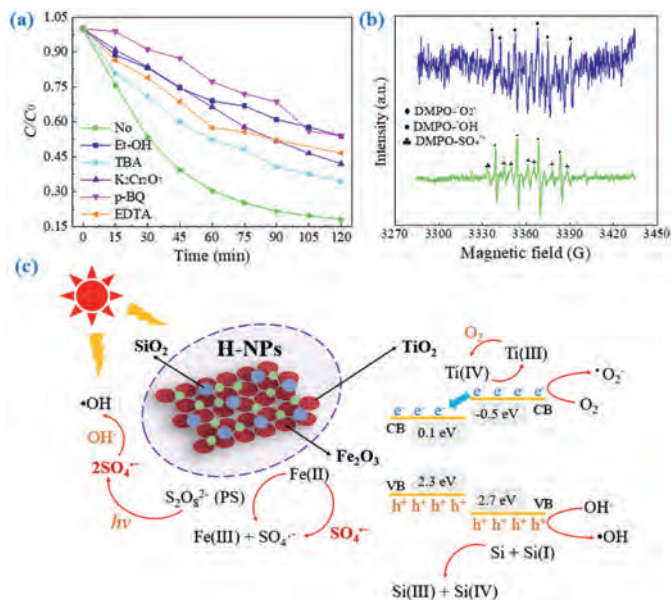 (a)
1.05
0.90
0.75
0.60
0.45
0.30
0.15
C/C₀
No
Et-OH
TBA
K₂Cr₂O₇
p-BQ
EDTA
0 15 30 45 60 75 90 105 120
Time (min)
(b)
Intensity (a.u.)
♦ DMPO-·O₂⁻
• DMPO-·OH
♣ DMPO-SO₄·⁻
3270 3300 3330 3360 3390 3420 3450
Magnetic field (G)
(c)
SiO₂
H-NPs
TiO₂
Fe₂O₃
•OH
OH⁻
2SO₄•⁻
hv
S₂O₈²⁻ (PS)
Fe(II)
Fe(III) + SO₄•⁻
SO₄•⁻
O₂
Ti(III)
Ti(IV)
e⁻ e⁻ e⁻
CB
0.1 eV
e⁻ e⁻ e⁻ e⁻
-0.5 eV
CB
•O₂⁻
O₂
VB
2.3 eV
h⁺ h⁺ h⁺ h⁺
2.7 eV
VB
h⁺ h⁺ h⁺ h⁺
OH⁻
•OH
Si + Si(I)
Si(III) + Si(IV)